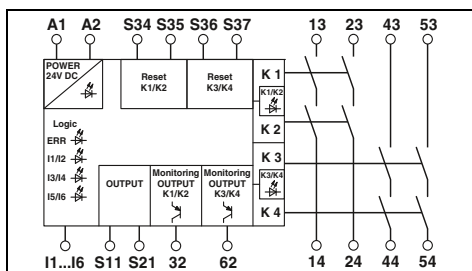 A1 A2 S34 S35 S36 S37 13 23 43 53
POWER
24V DC
Reset
K1/K2
Reset
K3/K4
K 1
K1/K2
K 2
Logic
ERR
I1/I2
I3/I4
I5/I6
K 3
K3/K4
K 4
OUTPUT
Monitoring
OUTPUT
K1/K2
Monitoring
OUTPUT
K3/K4
I1...I6 S11 S21 32 62 14 24 44 54